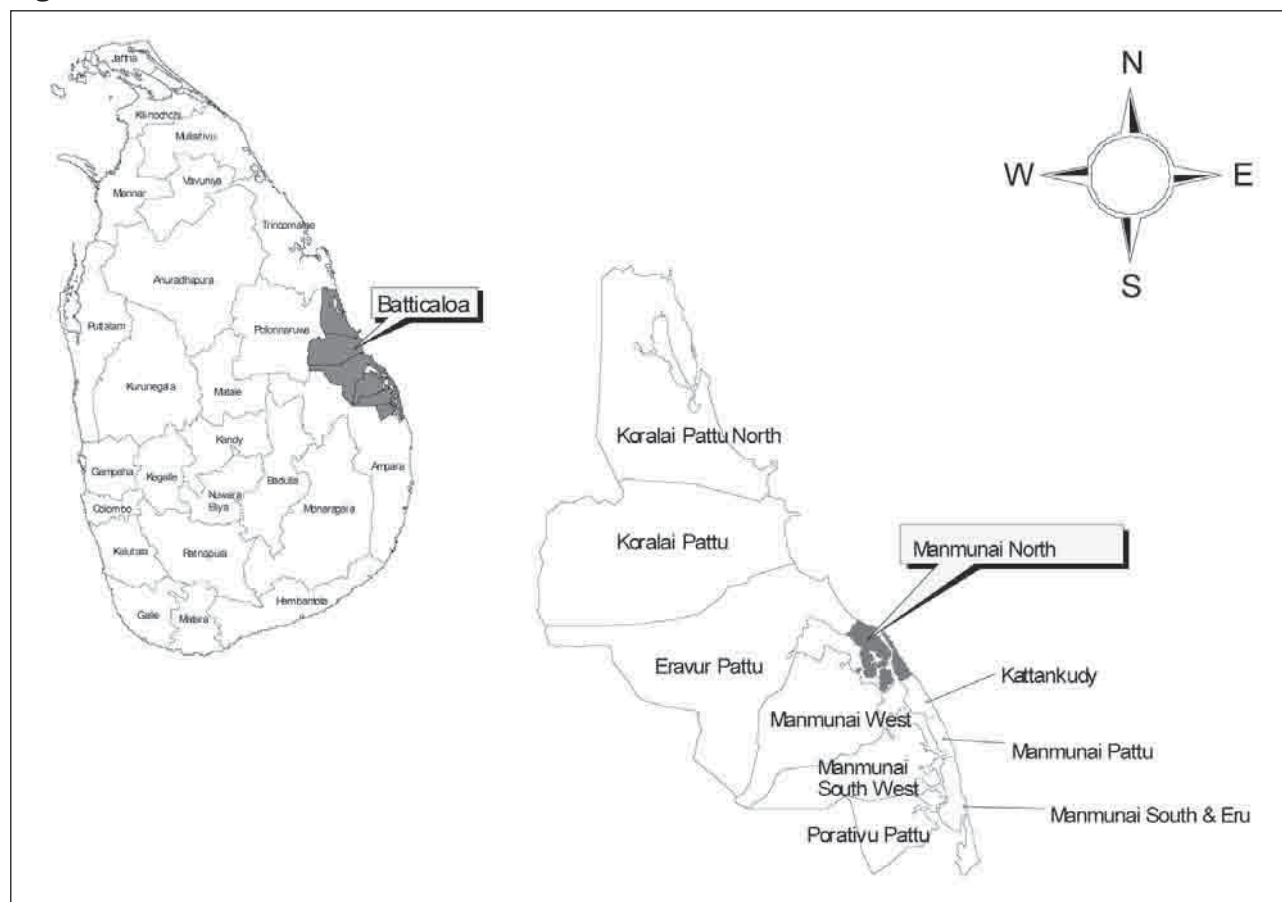 Jaffna
Killinochchi
Mullaitivu
Mannar
Vavuniya
Trincomalee
Anuradhapura
Batticaloa
Puttalam
Polonnaruwa
Kurunegala
Matale
Kandy
Ampara
Gampaha
Kegalle
Badulla
Nuwara
Eliya
Monaragala
Colombo
Kalutara
Ratnapura
Hambantota
Galle
Matara
N
W
E
S
Koralai Pattu North
Koralai Pattu
Manmunai North
Eravur Pattu
Kattankudy
Manmunai West
Manmunai Pattu
Manmunai
South West
Manmunai South & Eru
Porativu Pattu